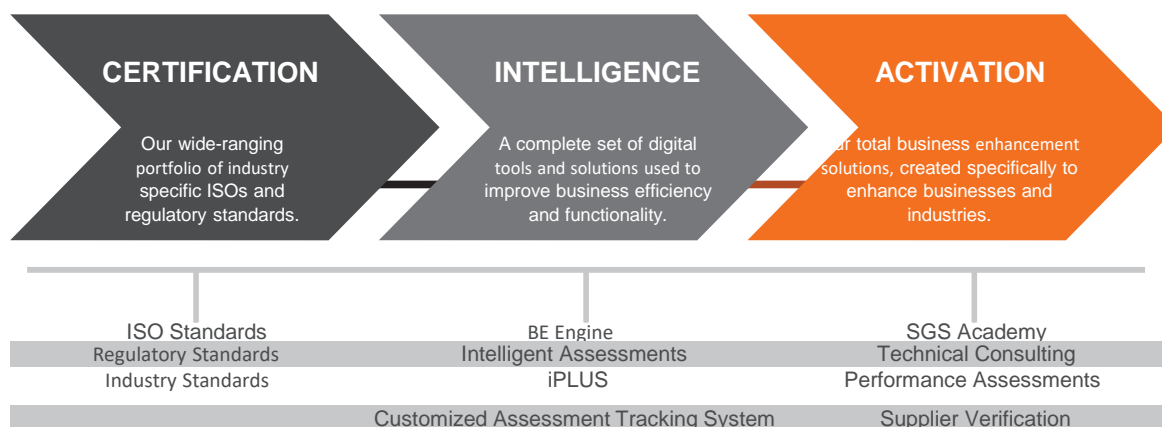 CERTIFICATION
Our wide-ranging
portfolio of industry
specific ISOs and
regulatory standards.
INTELLIGENCE
A complete set of digital
tools and solutions used to
improve business efficiency
and functionality.
ACTIVATION
ur total business enhancement
solutions, created specifically to
enhance businesses and
industries.
ISO Standards
BE Engine
SGS Academy
Regulatory Standards
Intelligent Assessments
Technical Consulting
Industry Standards
iPLUS
Performance Assessments
Customized Assessment Tracking System
Supplier Verification